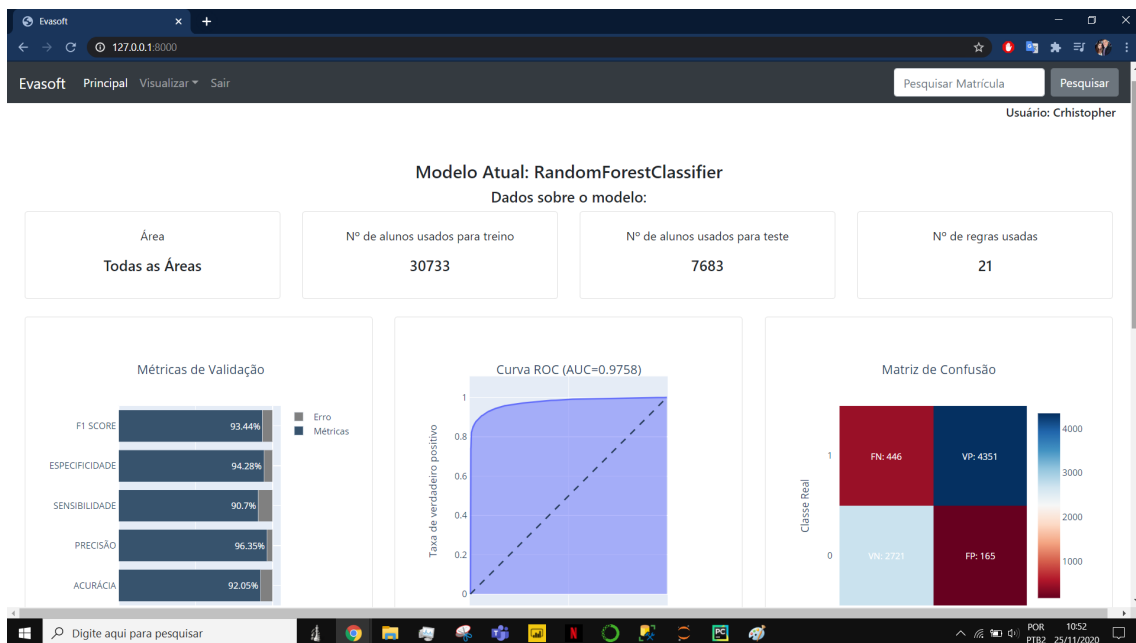 Evasoft
127.0.0.1:8000
Evasoft Principal Visualizar Sair
Pesquisar Matrícula Pesquisar
Usuário: Crhistopher
Modelo Atual: RandomForestClassifier
Dados sobre o modelo:
Área
Todas as Áreas
Nº de alunos usados para treino
30733
Nº de alunos usados para teste
7683
Nº de regras usadas
21
Métricas de Validação
F1 SCORE 93.44%
ESPECIFICIDADE 94.28%
SENSIBILIDADE 90.7%
PRECISÃO 96.35%
ACURÁCIA 92.05%
Erro
Métricas
Curva ROC (AUC=0.9758)
Taxa de verdadeiro positivo
1
0.8
0.6
0.4
0.2
0
Matriz de Confusão
Classe Real
1 FN: 446 VP: 4351
0 VN: 2721 FP: 165
4000
3000
2000
1000
Digite aqui para pesquisar
POR
PTB2
10:52
25/11/2020